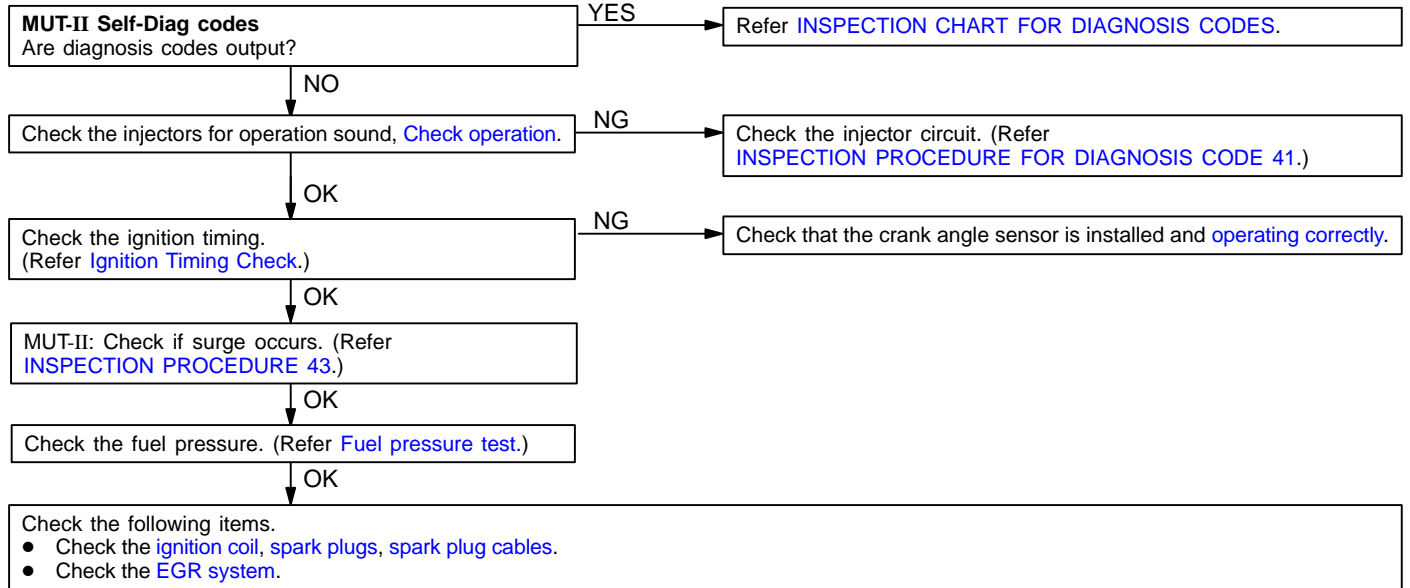 MUT-II Self-Diag codes
Are diagnosis codes output?
YES
Refer INSPECTION CHART FOR DIAGNOSIS CODES.
NO
Check the injectors for operation sound, Check operation.
NG
Check the injector circuit. (Refer
INSPECTION PROCEDURE FOR DIAGNOSIS CODE 41.)
OK
Check the ignition timing.
(Refer Ignition Timing Check.)
NG
Check that the crank angle sensor is installed and operating correctly.
OK
MUT-II: Check if surge occurs. (Refer
INSPECTION PROCEDURE 43.)
OK
Check the fuel pressure. (Refer Fuel pressure test.)
OK
Check the following items.
● Check the ignition coil, spark plugs, spark plug cables.
● Check the EGR system.